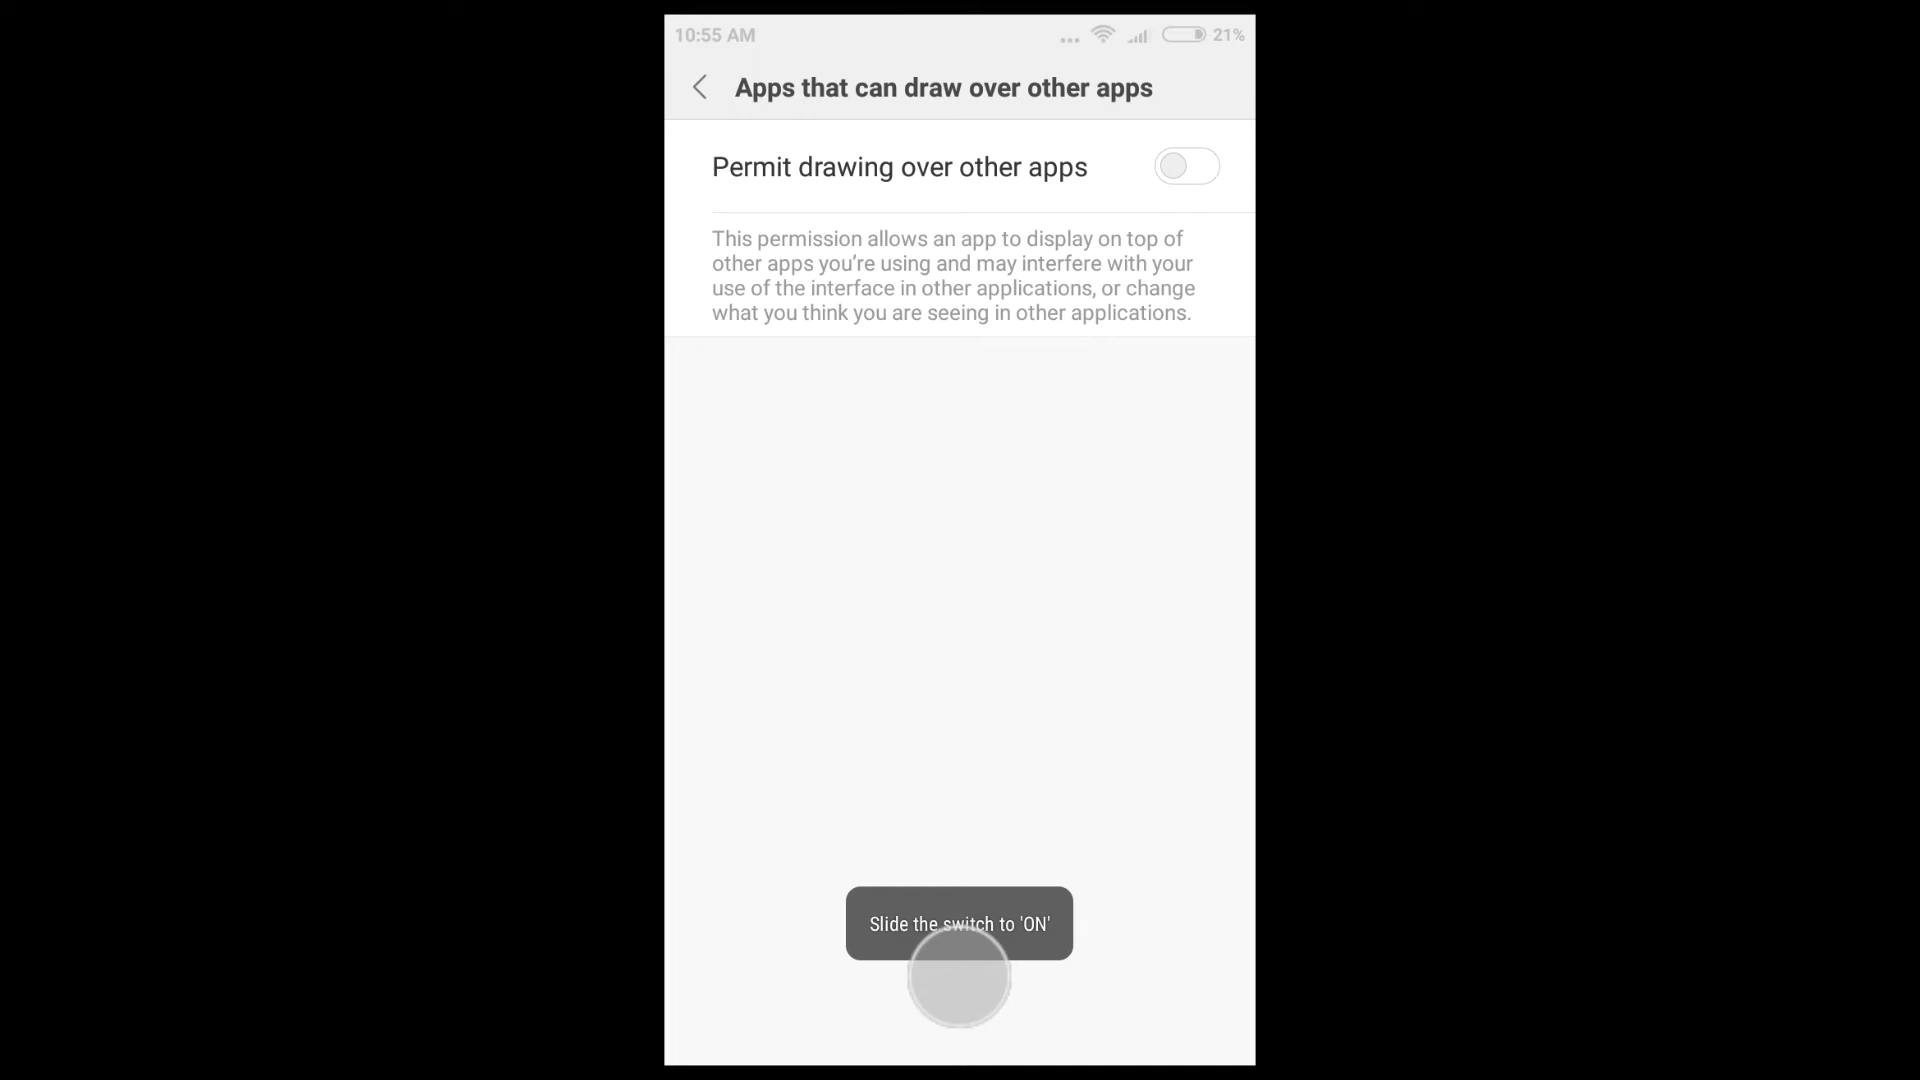 10:55 AM
21%
Apps that can draw over other apps
Permit drawing over other apps
This permission allows an app to display on top of
other apps you’re using and may interfere with your
use of the interface in other applications, or change
what you think you are seeing in other applications.
Slide the switch to 'ON'